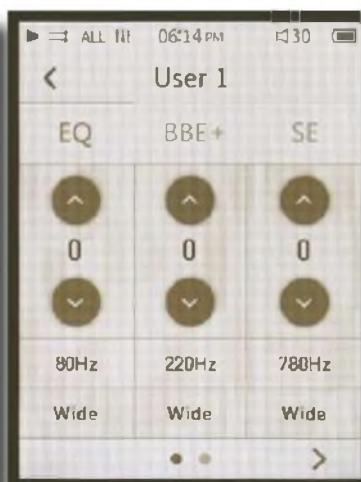 ALL 06:14 PM 30
User 1
EQ BBE+ SE
0 0 0
80Hz 220Hz 780Hz
Wide Wide Wide